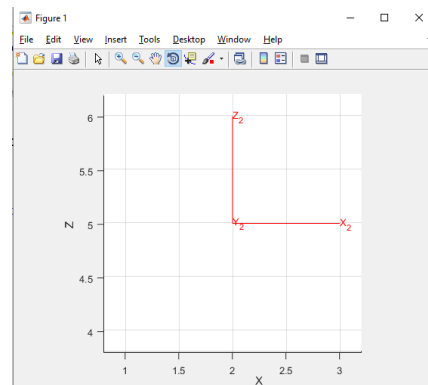 Figure 1
File Edit View Insert Tools Desktop Window Help
6
Z₂
5.5
Z
5
Y₂
X₂
4.5
4
1
1.5
2
2.5
3
X